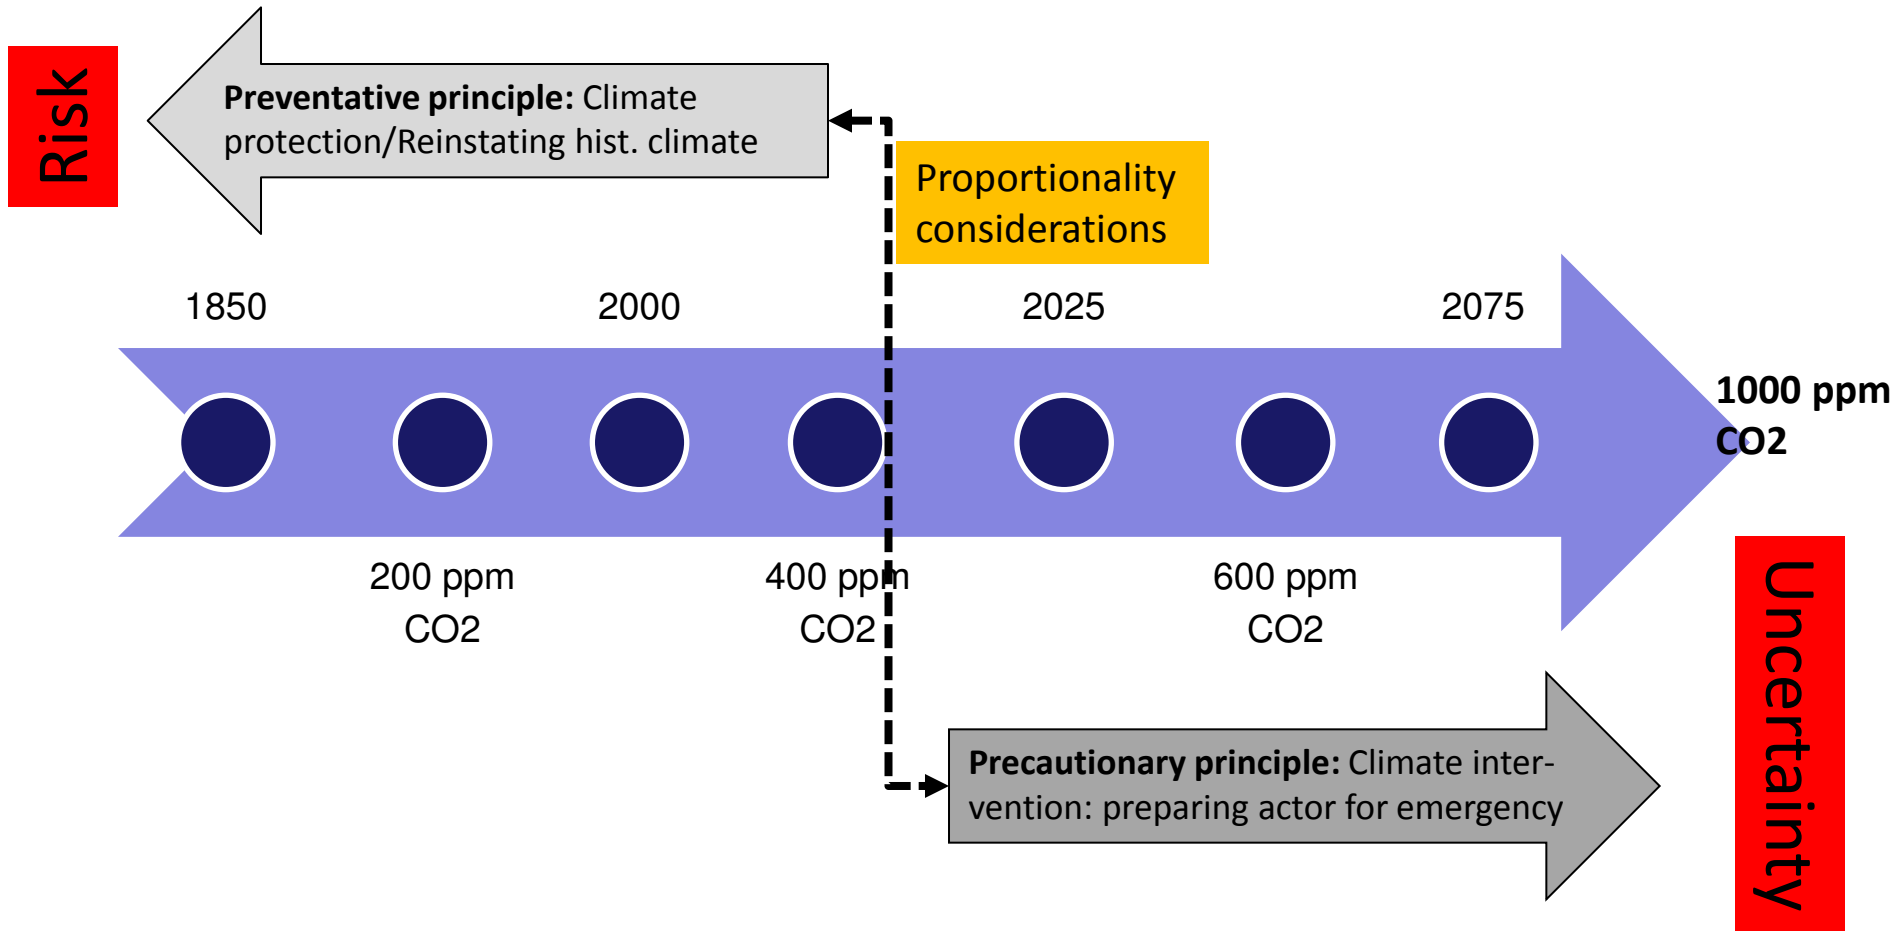 Risk
Preventative principle: Climate
protection/Reinstating hist. climate
Proportionality
considerations
1850
2000
2025
2075
1000 ppm
CO2
200 ppm
CO2
400 ppm
CO2
600 ppm
CO2
Uncertainty
Precautionary principle: Climate inter-
vention: preparing actor for emergency